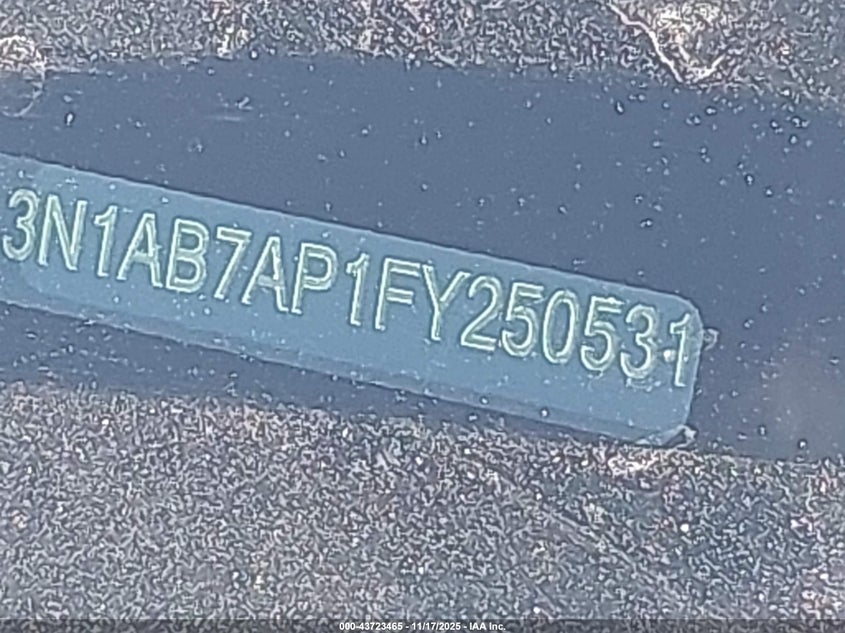 3N1AB7AP1FY250531
000-43723465 - 11/17/2025 - IAA Inc.